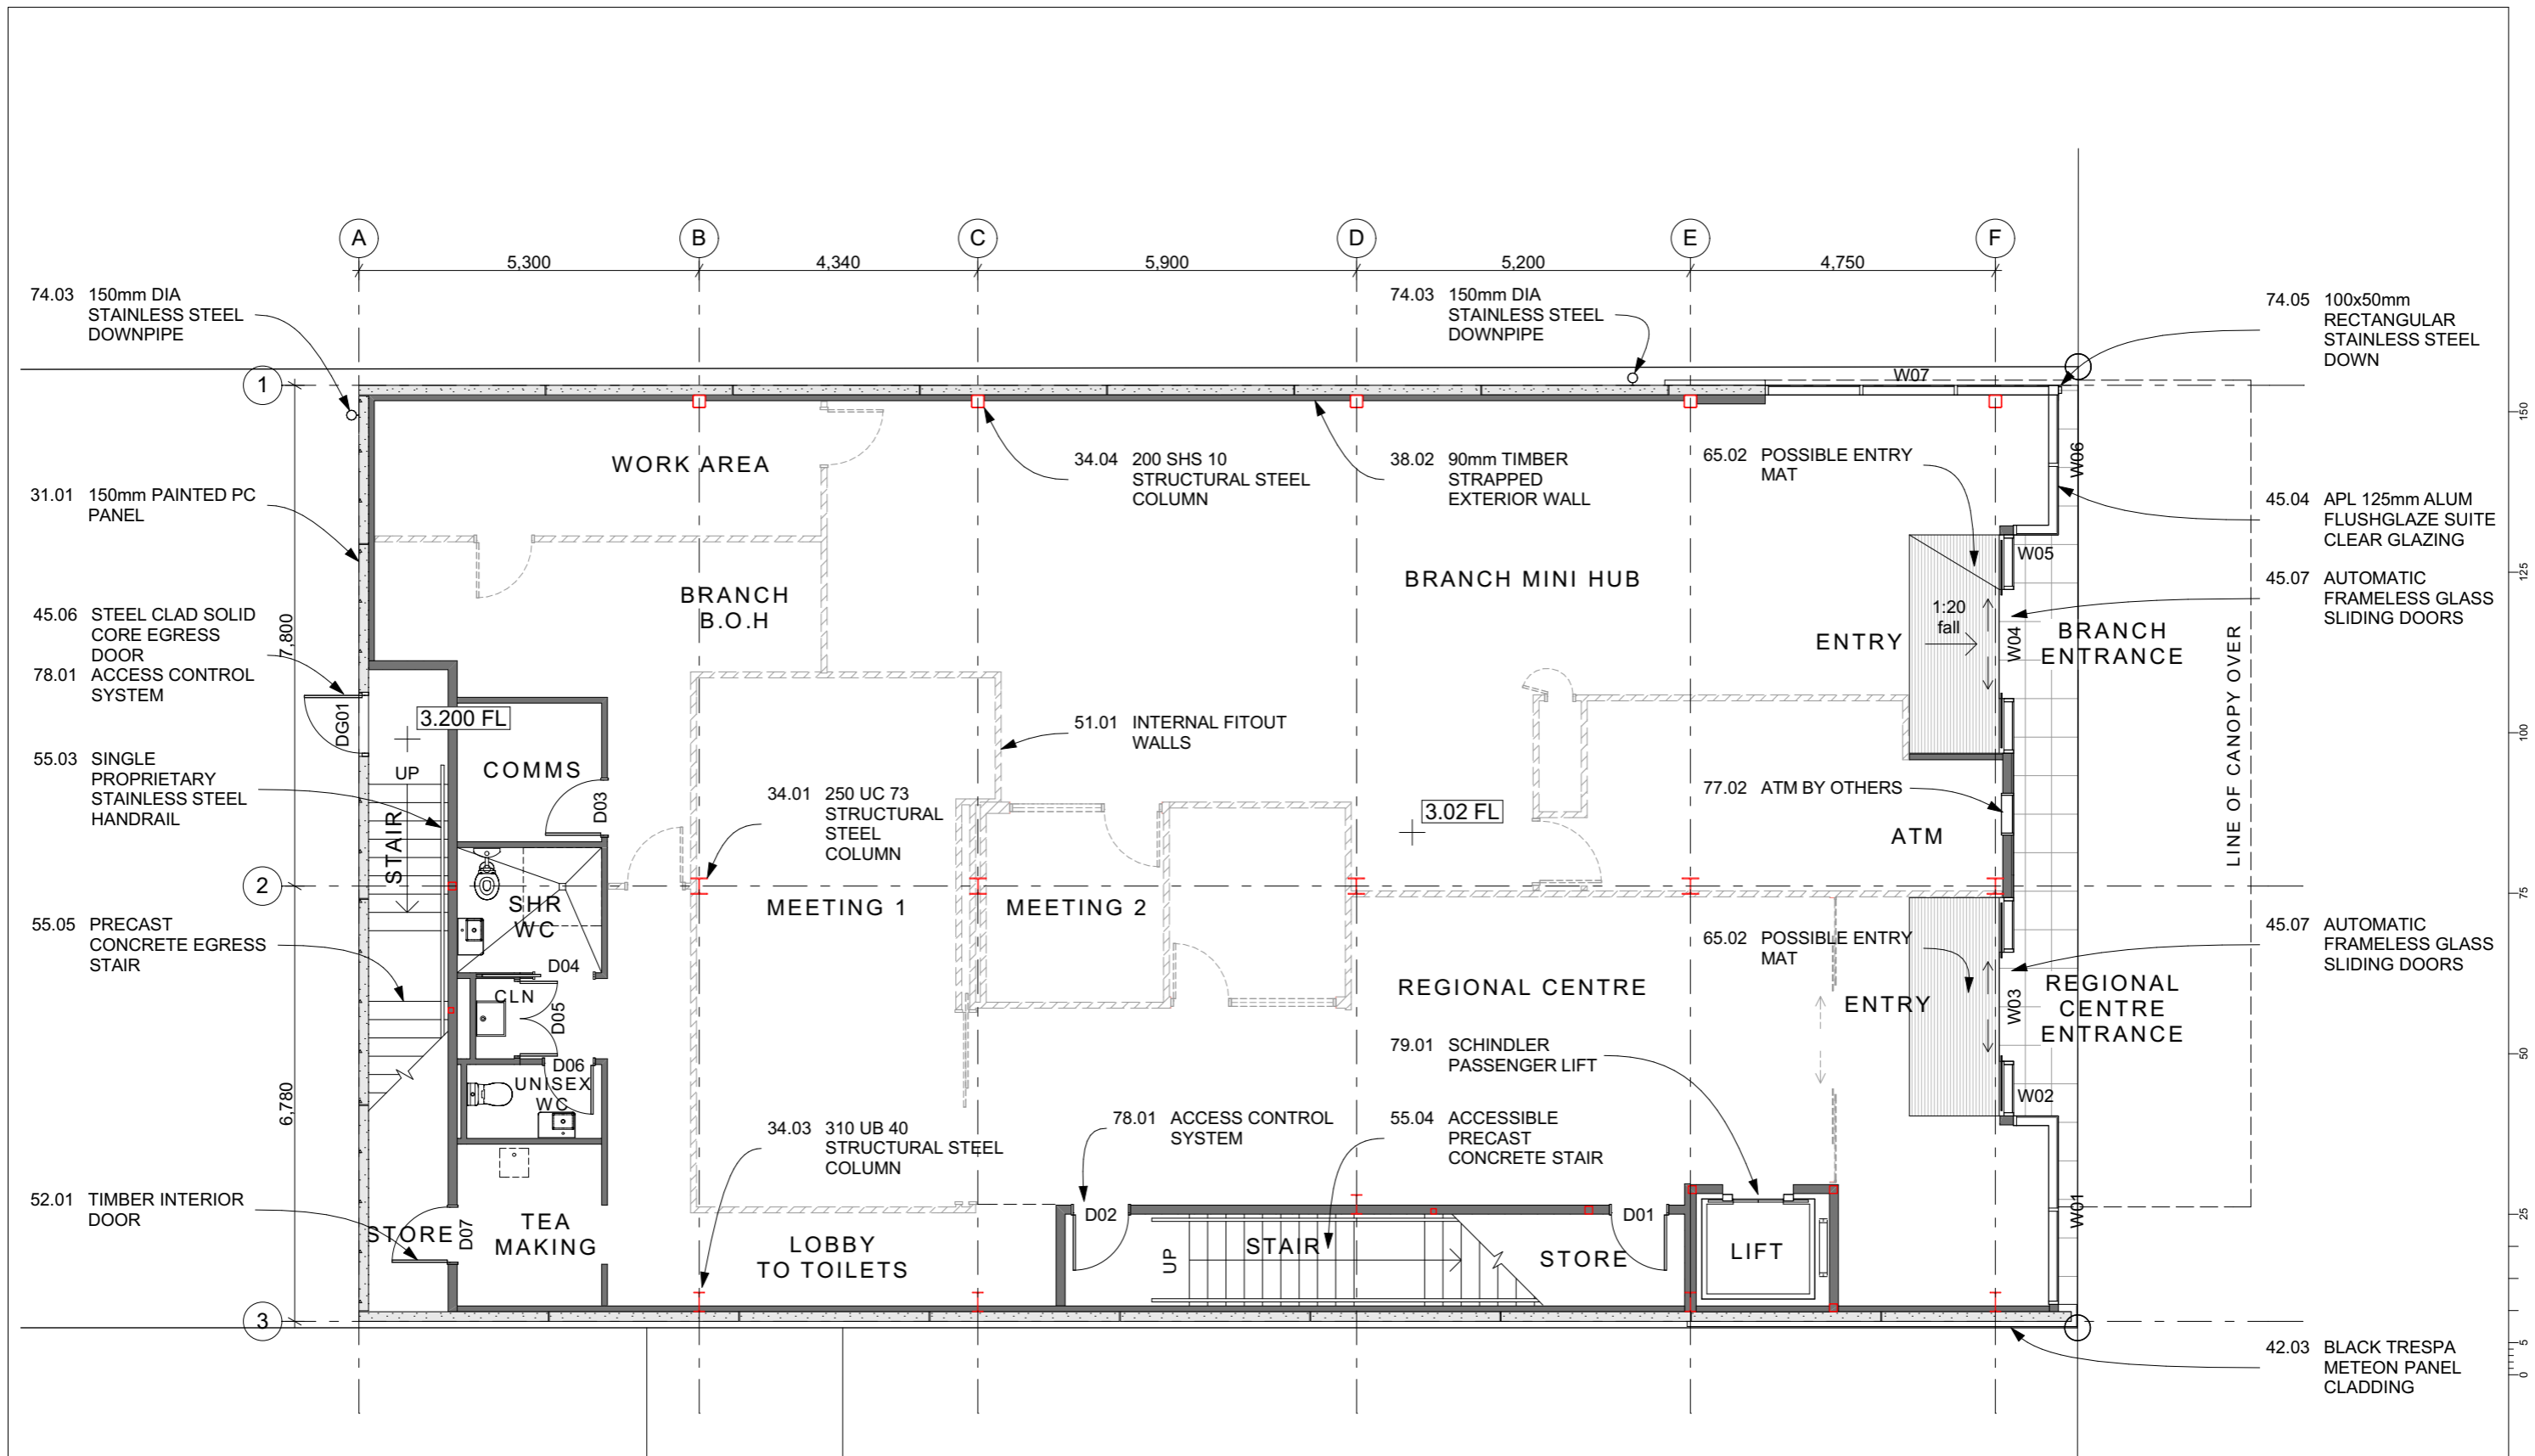 A
B
C
D
E
F
5,300
4,340
5,900
5,200
4,750
74.03 150mm DIA
STAINLESS STEEL
DOWNPIPE
74.03 150mm DIA
STAINLESS STEEL
DOWNPIPE
74.05 100x50mm
RECTANGULAR
STAINLESS STEEL
DOWN
1
W07
150
WORK AREA
34.04 200 SHS 10
STRUCTURAL STEEL
COLUMN
38.02 90mm TIMBER
STRAPPED
EXTERIOR WALL
65.02 POSSIBLE ENTRY
MAT
W06
31.01 150mm PAINTED PC
PANEL
45.04 APL 125mm ALUM
FLUSHGLAZE SUITE
CLEAR GLAZING
W05
125
BRANCH
B.O.H
BRANCH MINI HUB
45.07 AUTOMATIC
FRAMELESS GLASS
SLIDING DOORS
45.06 STEEL CLAD SOLID
CORE EGRESS
DOOR
7,800
78.01 ACCESS CONTROL
SYSTEM
1:20
fall
ENTRY
W04
BRANCH
ENTRANCE
LINE OF CANOPY OVER
3.200 FL
DG01
51.01 INTERNAL FITOUT
WALLS
100
55.03 SINGLE
PROPRIETARY
STAINLESS STEEL
HANDRAIL
UP
STAIR
COMMS
D03
34.01 250 UC 73
STRUCTURAL
STEEL
COLUMN
3.02 FL
77.02 ATM BY OTHERS
ATM
2
75
SHR
WC
MEETING 1
MEETING 2
55.05 PRECAST
CONCRETE EGRESS
STAIR
65.02 POSSIBLE ENTRY
MAT
45.07 AUTOMATIC
FRAMELESS GLASS
SLIDING DOORS
D04
CLN
D05
REGIONAL CENTRE
ENTRY
W03
REGIONAL
CENTRE
ENTRANCE
79.01 SCHINDLER
PASSENGER LIFT
50
D06
UNISEX
WC
W02
6,780
34.03 310 UB 40
STRUCTURAL STEEL
COLUMN
78.01 ACCESS CONTROL
SYSTEM
55.04 ACCESSIBLE
PRECAST
CONCRETE STAIR
52.01 TIMBER INTERIOR
DOOR
STORE
D07
TEA
MAKING
LOBBY
TO TOILETS
D02
UP
STAIR
D01
STORE
LIFT
W01
25
3
42.03 BLACK TRESPA
METEON PANEL
CLADDING
5
0